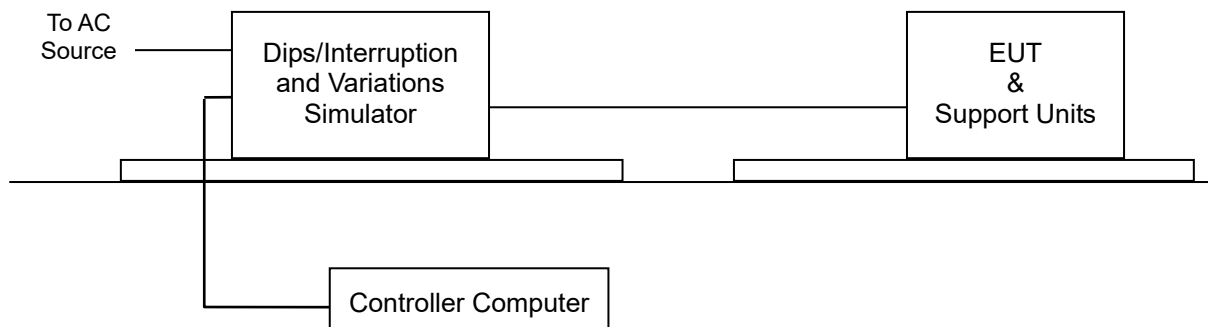 To AC
Source
Dips/Interruption
and Variations
Simulator
EUT
&
Support Units
Controller Computer